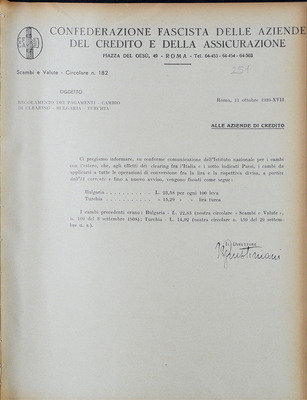 CONFEDERAZIONE FASCISTA DELLE AZIENDE
DEL CREDITO E DELLA ASSICURAZIONE
PIAZZA DEL GESÙ, 49 - ROMA - Tel. 64-453 - 64-454 - 64-502
Scambi e Valute - Circolare n. 182
251
OGGETTO
REGOLAMENTO DEI PAGAMENTI - CAMBIO
DI CLEARING - BULGARIA - TURCHIA.
Roma, 11 ottobre 1939-XVII
ALLE AZIENDE DI CREDITO
Ci pregiamo informare, su conforme comunicazione dell'Istituto nazionale per i cambi
con l'estero, che, agli effetti dei clearing fra l'Italia e i sotto indicati Paesi, i cambi da
applicare a tutte le operazioni di conversione fra la lira e la rispettiva divisa, a partire
dall'11 corrente e fino a nuovo avviso, vengono fissati come segue:
Bulgaria L. 23,58 per ogni 100 leva
Turchia » 15,29 » lira turca
I cambi precedenti erano: Bulgaria - L. 22,85 (nostra circolare « Scambi e Valute »,
n. 168 del 8 settembre 1939); Turchia - L. 14,92 (nostra circolare n. 180 del 29 settem-
bre u. s.).
IL DIRETTORE